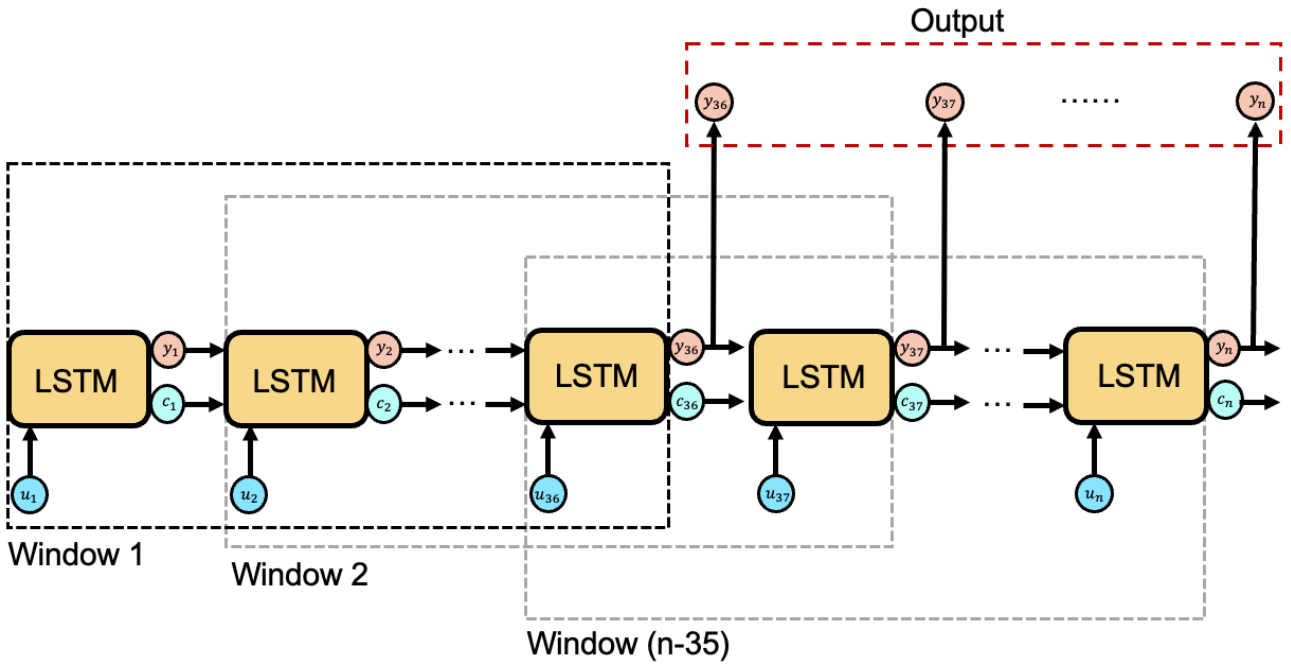 Output
y₃₆ y₃₇ ...... yₙ
LSTM y₁ LSTM y₂ ... LSTM y₃₆ LSTM y₃₇ ... LSTM yₙ
c₁ c₂ ... c₃₆ c₃₇ ... cₙ
u₁ u₂ u₃₆ u₃₇ uₙ
Window 1
Window 2
Window (n-35)